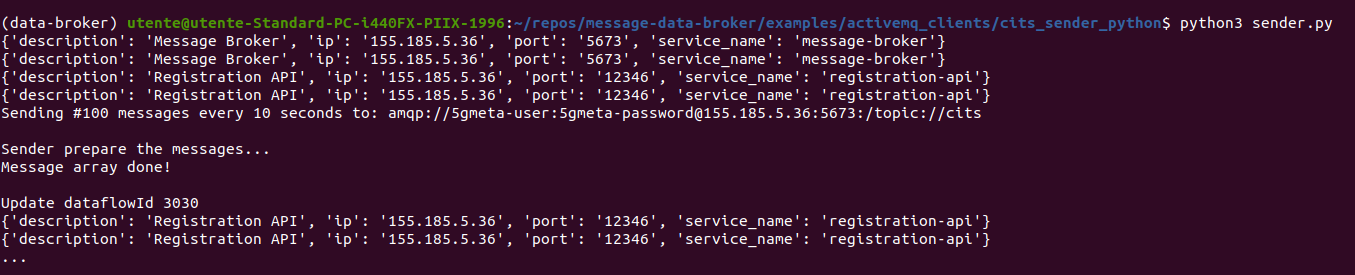 (data-broker) utente@utente-Standard-PC-i440FX-PIIX-1996:~/repos/message-data-broker/examples/activemq_clients/cits_sender_python$ python3 sender.py
{'description': 'Message Broker', 'ip': '155.185.5.36', 'port': '5673', 'service_name': 'message-broker'}
{'description': 'Message Broker', 'ip': '155.185.5.36', 'port': '5673', 'service_name': 'message-broker'}
{'description': 'Registration API', 'ip': '155.185.5.36', 'port': '12346', 'service_name': 'registration-api'}
{'description': 'Registration API', 'ip': '155.185.5.36', 'port': '12346', 'service_name': 'registration-api'}
Sending #100 messages every 10 seconds to: amqp://5gmeta-user:5gmeta-password@155.185.5.36:5673:/topic://cits
Sender prepare the messages...
Message array done!
Update dataflowId 3030
{'description': 'Registration API', 'ip': '155.185.5.36', 'port': '12346', 'service_name': 'registration-api'}
{'description': 'Registration API', 'ip': '155.185.5.36', 'port': '12346', 'service_name': 'registration-api'}
...